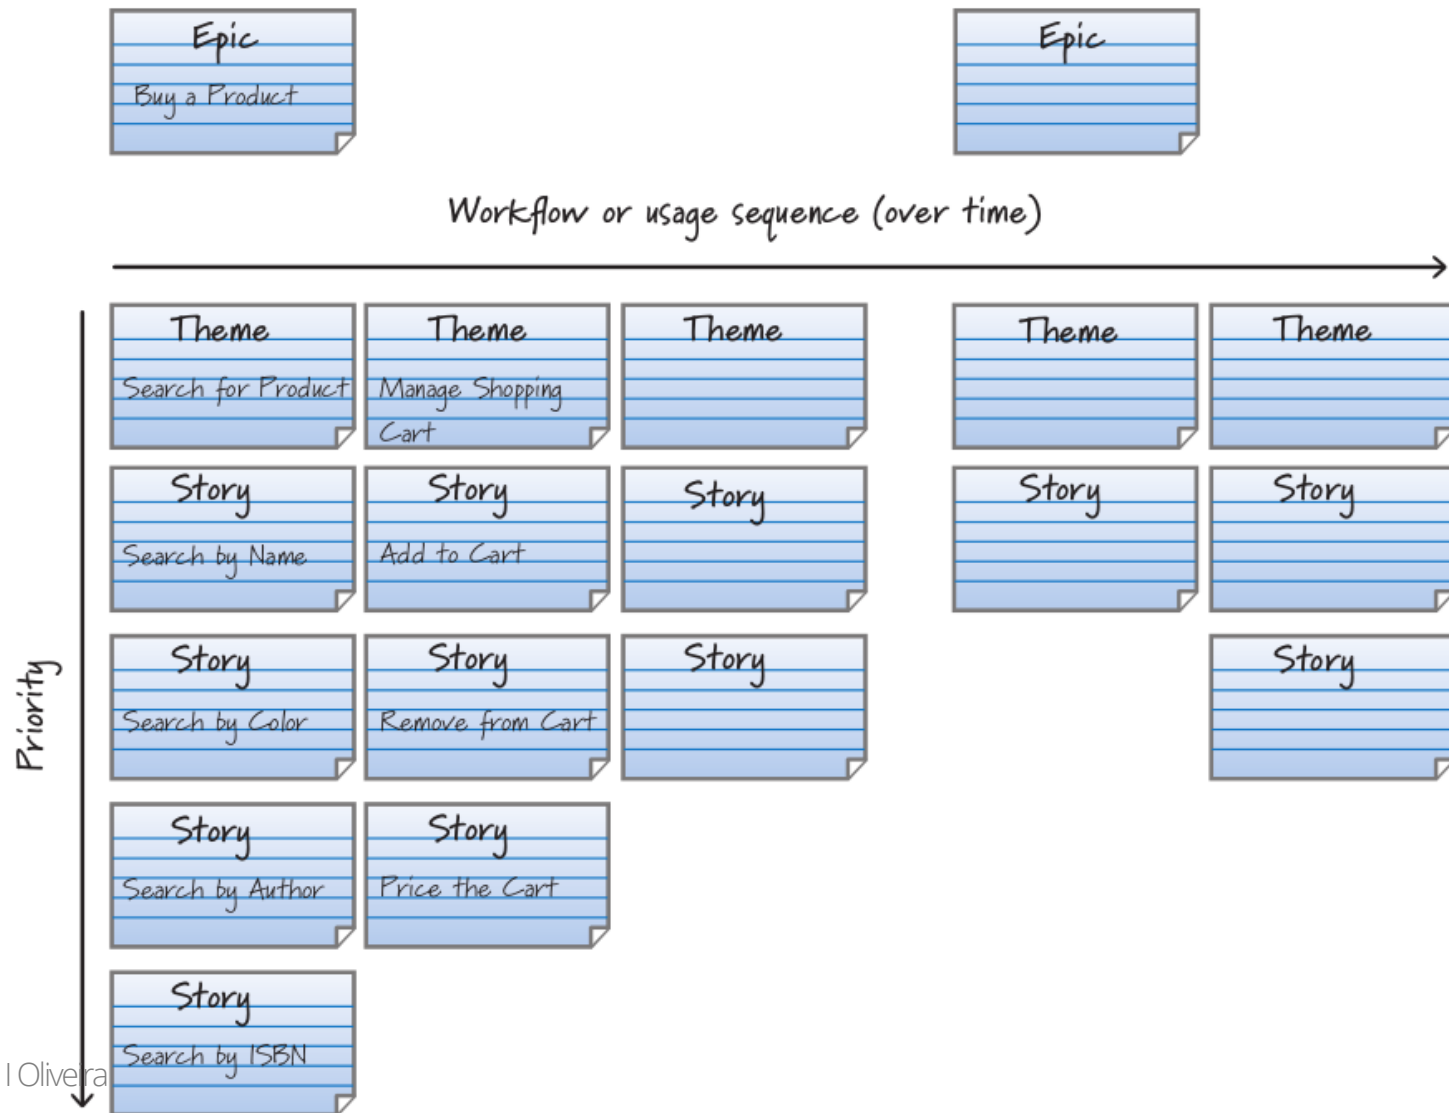 Epic
Buy a Product
Epic
Workflow or usage sequence (over time)
Theme
Search for Product
Theme
Manage Shopping
Cart
Theme
Theme
Theme
Story
Search by Name
Story
Add to Cart
Story
Story
Story
Priority
Story
Search by Color
Story
Remove from Cart
Story
Story
Story
Search by Author
Story
Price the Cart
Story
Search by ISBN
I Oliveira